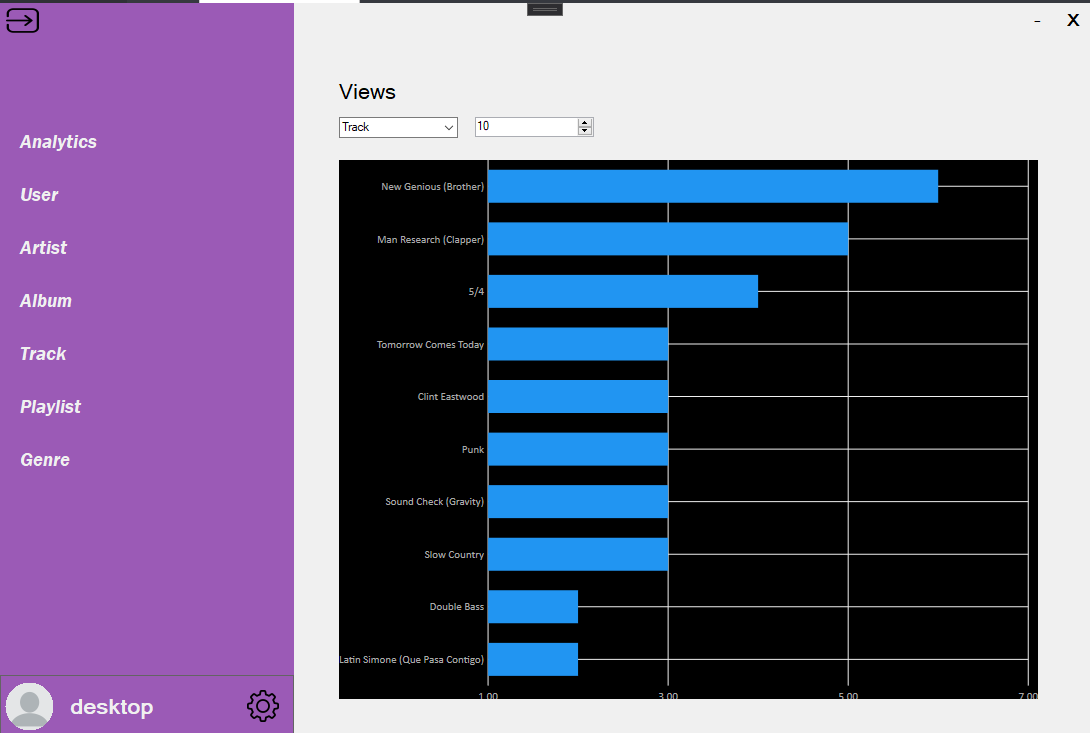 - X
Views
Track 10
Analytics
User
Artist
Album
Track
Playlist
Genre
New Genious (Brother)
Man Research (Clapper)
5/4
Tomorrow Comes Today
Clint Eastwood
Punk
Sound Check (Gravity)
Slow Country
Double Bass
Latin Simone (Que Pasa Contigo)
1.00 3.00 5.00 7.00
desktop